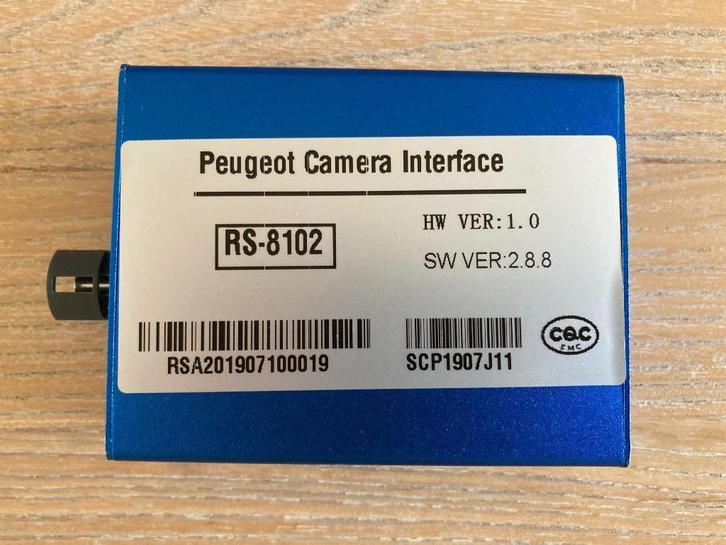 Peugeot Camera Interface
RS-8102
HW VER:1.0
SW VER:2.8.8
RSA201907100019
SCP1907J11
CQC
EMC